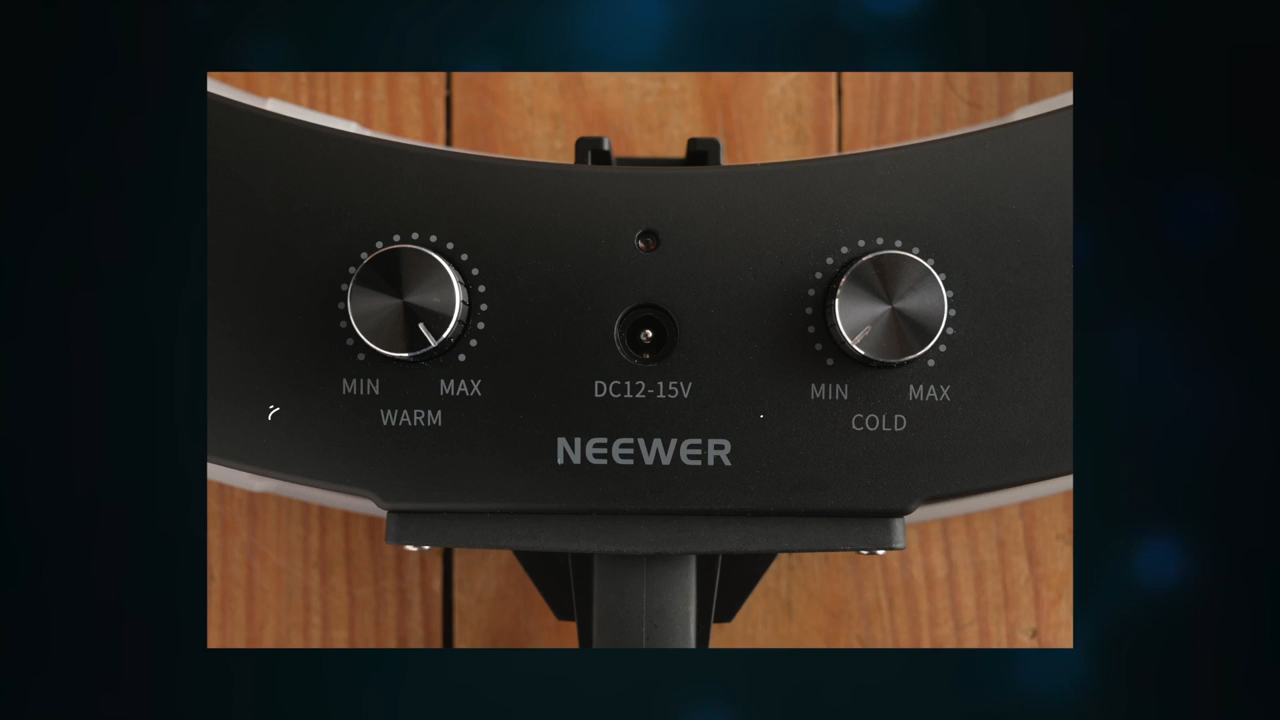 MIN MAX
WARM
DC12-15V
MIN MAX
COLD
NEEWER